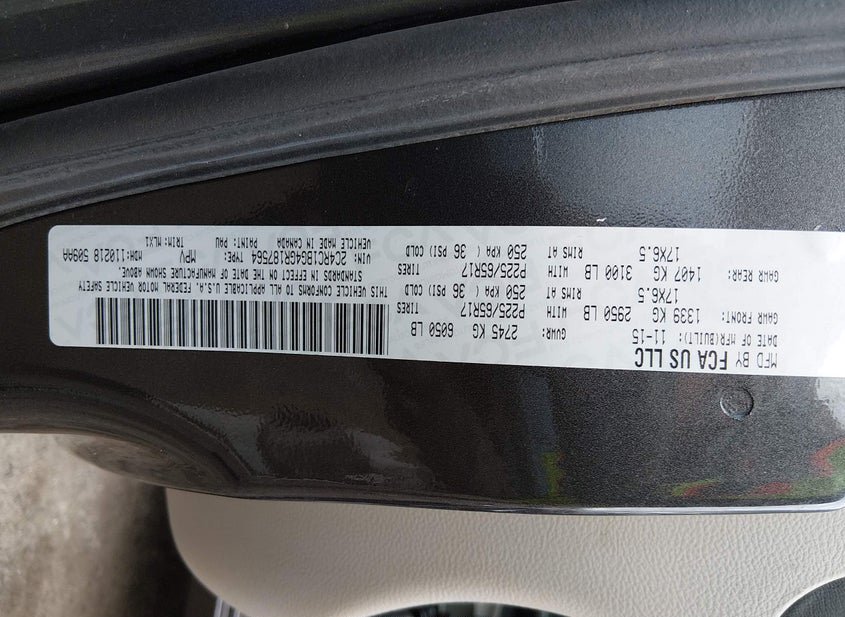 MFD BY FCA US LLC
DATE OF MFR(BUILT): 11-15 GVWR: 2745 KG 6050 LB
GAWR FRONT: 1339 KG 2950 LB WITH P225/65R17 TIRES
17X6.5 RIMS AT 250 KPA ( 36 PSI) COLD
GAWR REAR: 1407 KG 3100 LB WITH P225/65R17 TIRES
17X6.5 RIMS AT 250 KPA ( 36 PSI) COLD
THIS VEHICLE CONFORMS TO ALL APPLICABLE U.S.A. FEDERAL MOTOR VEHICLE SAFETY
STANDARDS IN EFFECT ON THE DATE OF MANUFACTURE SHOWN ABOVE.
VIN: 2C4RC1BG4GR187564 TYPE: MPV MDH:110218 509AA
VEHICLE MADE IN CANADA PAINT: PAU TRIM: MLX1